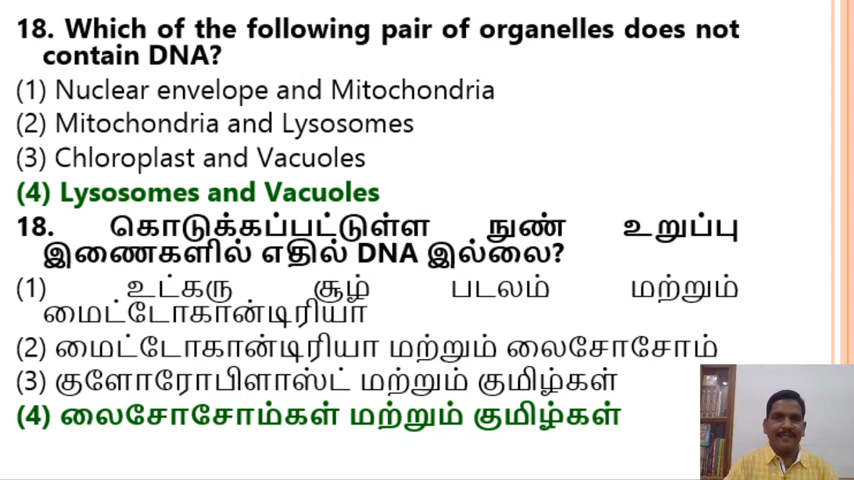 18. Which of the following pair of organelles does not
contain DNA?
(1) Nuclear envelope and Mitochondria
(2) Mitochondria and Lysosomes
(3) Chloroplast and Vacuoles
(4) Lysosomes and Vacuoles
18. கொடுக்கப்பட்டுள்ள நுண் உறுப்பு
இணைகளில் எதில் DNA இல்லை?
(1) உட்கரு சூழ் படலம் மற்றும்
மைட்டோகான்டிரியா
(2) மைட்டோகான்டிரியா மற்றும் லைசோசோம்
(3) குளோரோபிளாஸ்ட் மற்றும் குமிழ்கள்
(4) லைசோசோம்கள் மற்றும் குமிழ்கள்